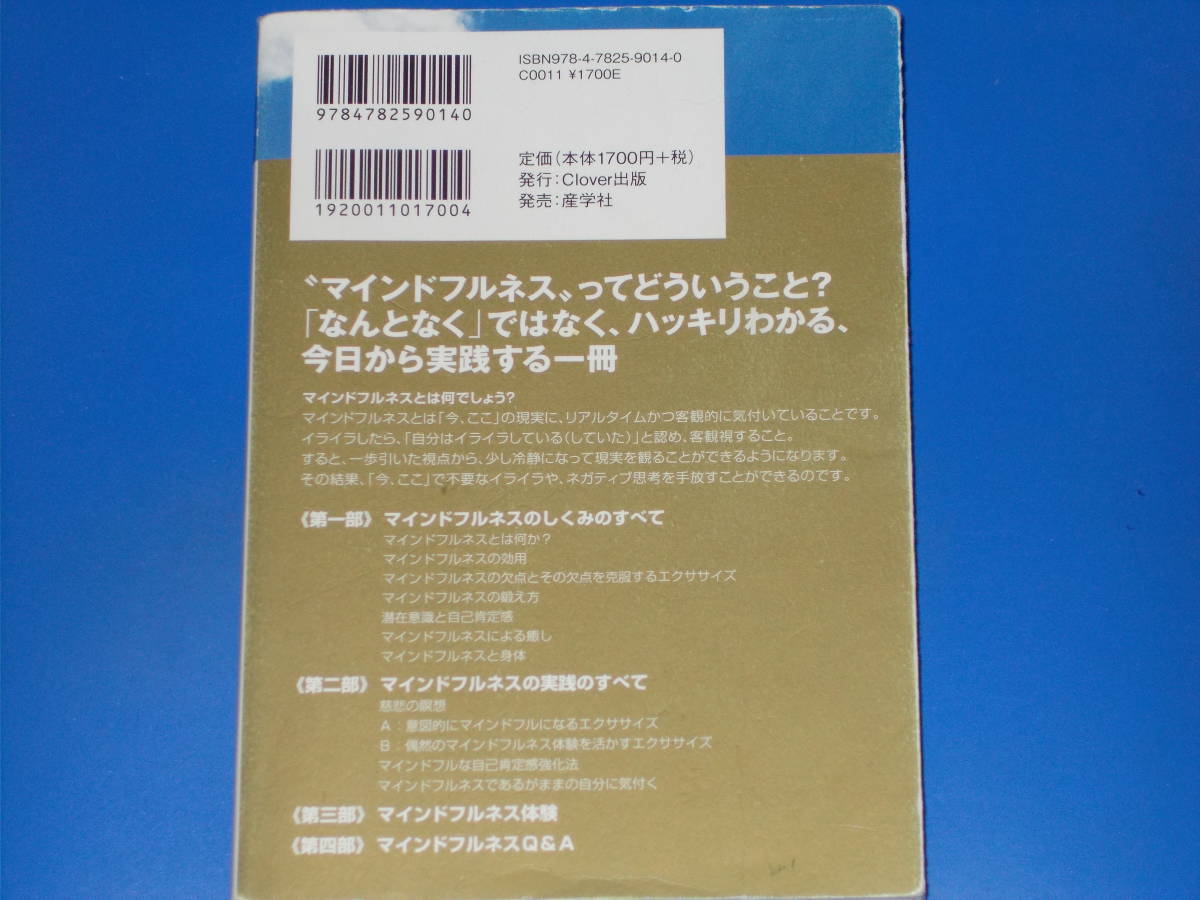 ISBN978-4-7825-9014-0
C0011 ¥1700E
9784782590140
定価(本体1700円+税)
発行:Clover出版
発売:産学社
1920011017004
〝マインドフルネス〟ってどういうこと?
「なんとなく」ではなく、ハッキリわかる、
今日から実践する一冊
マインドフルネスとは何でしょう?
マインドフルネスとは「今、ここ」の現実に、リアルタイムかつ客観的に気付いていることです。
イライラしたら、「自分はイライラしている(していた)」と認め、客観視すること。
すると、一歩引いた視点から、少し冷静になって現実を観ることができるようになります。
その結果、「今、ここ」で不要なイライラや、ネガティブ思考を手放すことができるのです。
《第一部》 マインドフルネスのしくみのすべて
マインドフルネスとは何か?
マインドフルネスの効用
マインドフルネスの欠点とその欠点を克服するエクササイズ
マインドフルネスの鍛え方
潜在意識と自己肯定感
マインドフルネスによる癒し
マインドフルネスと身体
《第二部》 マインドフルネスの実践のすべて
慈悲の瞑想
A:意図的にマインドフルになるエクササイズ
B:偶然のマインドフルネス体験を活かすエクササイズ
マインドフルな自己肯定感強化法
マインドフルネスであるがままの自分に気付く
《第三部》 マインドフルネス体験
《第四部》 マインドフルネスQ&A